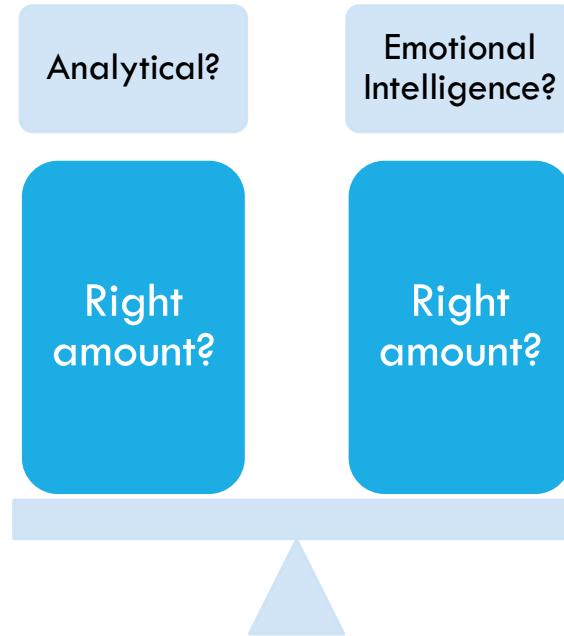 Analytical?
Emotional
Intelligence?
Right
amount?
Right
amount?